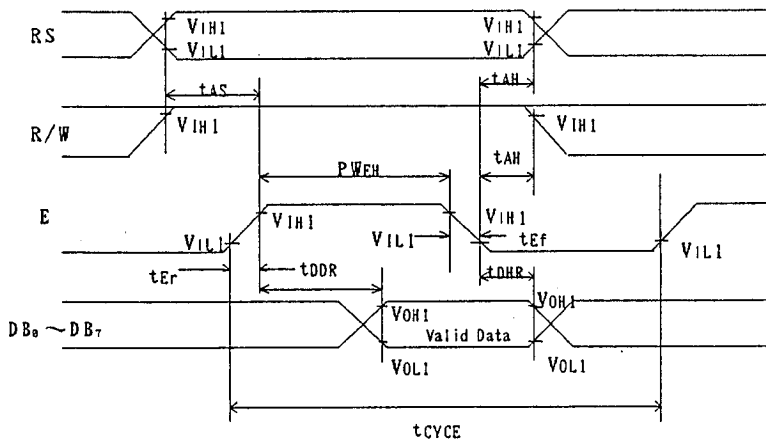 RS
VIH1
VIL1
VIH1
VIL1
tAS
tAH
R/W
VIH1
VIH1
tAH
PWEH
E
VIL1
VIH1
VIL1
VIH1
tEf
VIL1
tEr
tDDR
tDHR
DB0 ~ DB7
VOH1
Valid Data
VOH1
VOL1
VOL1
tCYCE